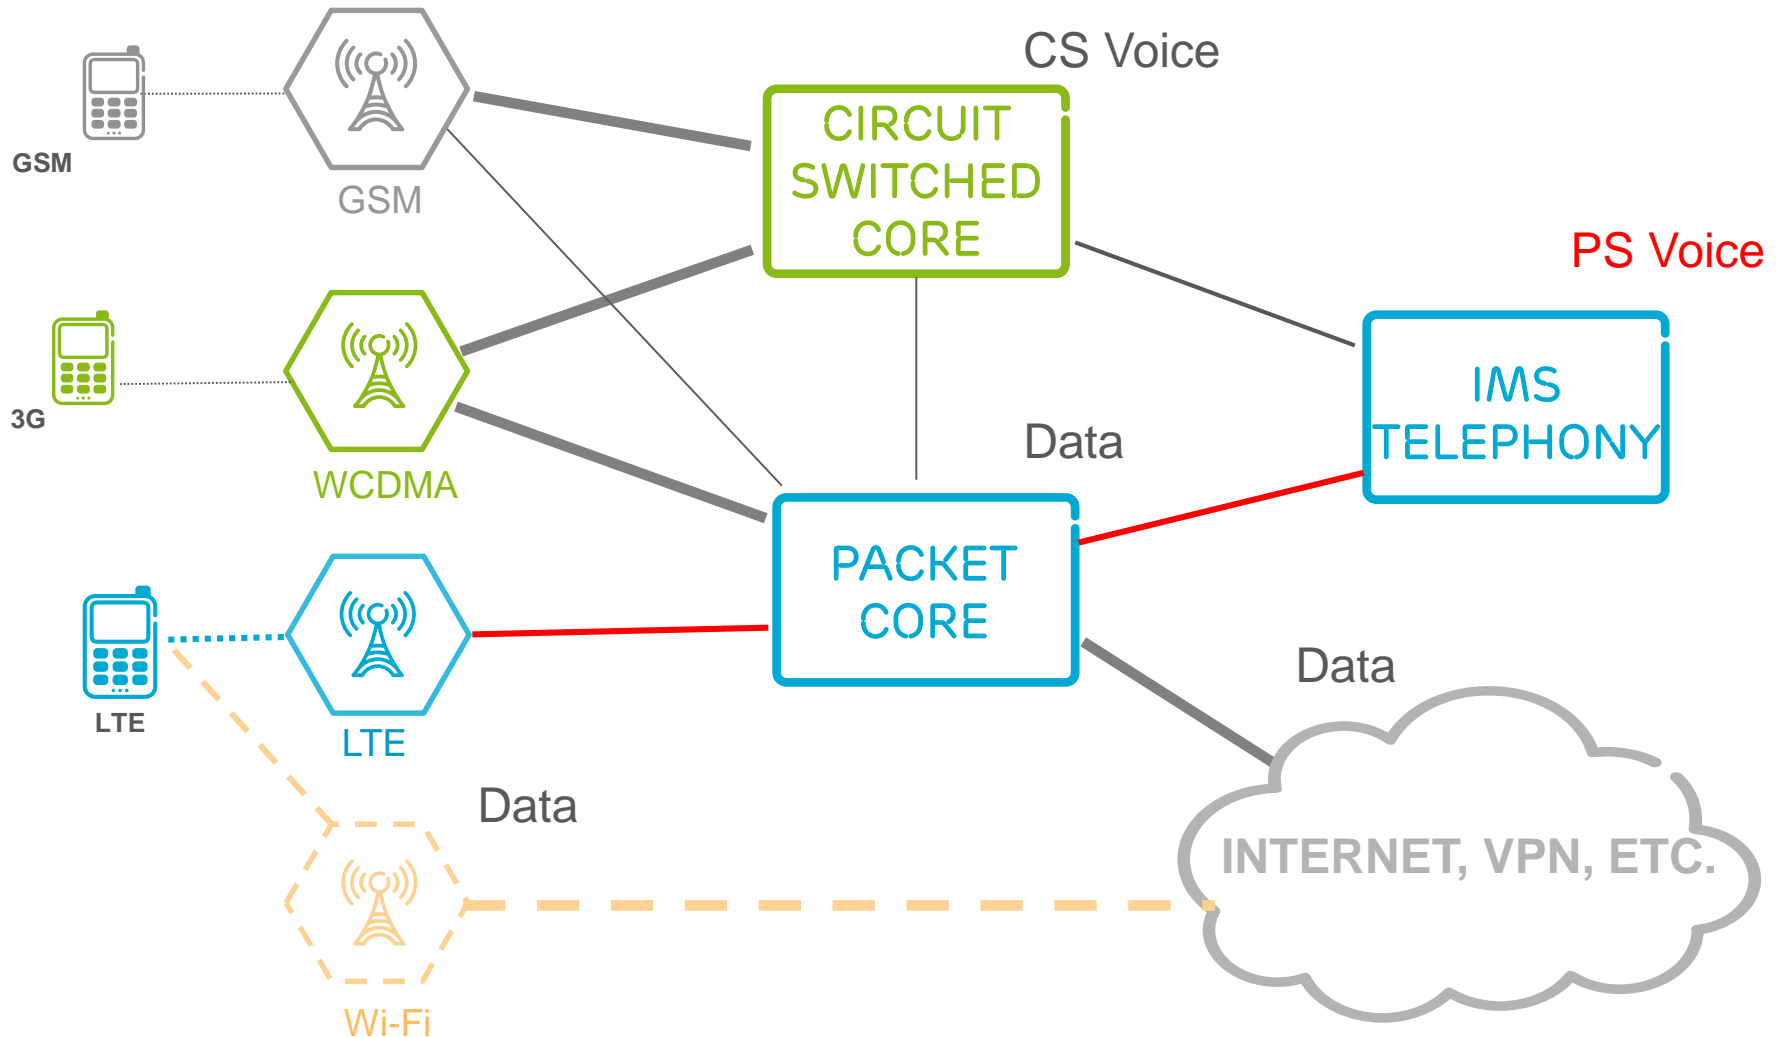 CS Voice
CIRCUIT
SWITCHED
CORE
GSM
GSM
PS Voice
IMS
TELEPHONY
3G
Data
WCDMA
PACKET
CORE
Data
LTE
LTE
Data
INTERNET, VPN, ETC.
Wi-Fi